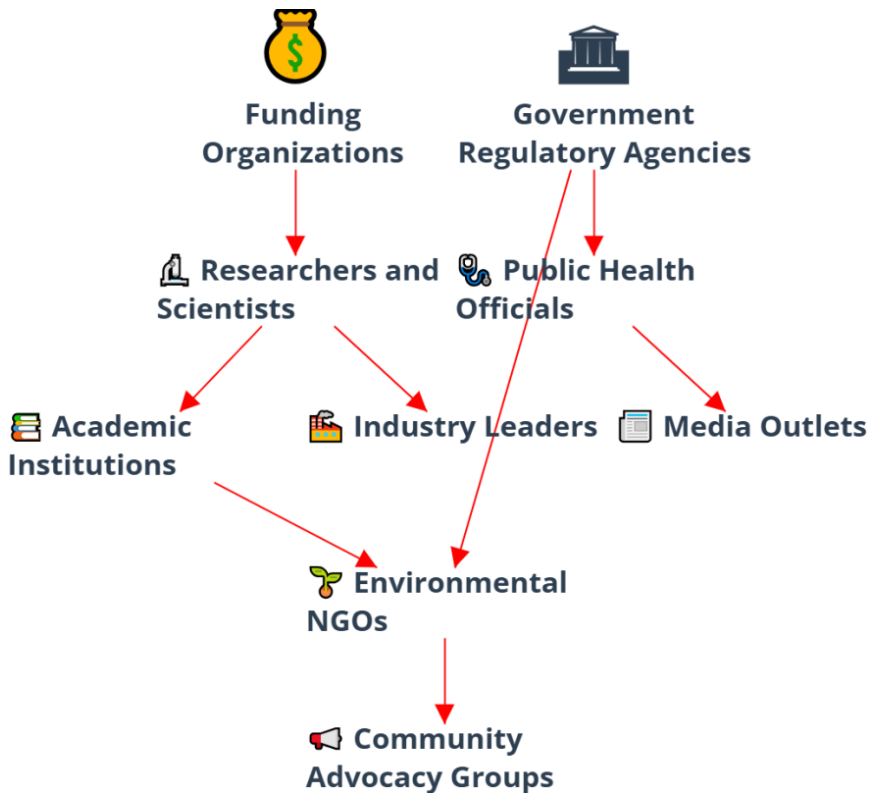 Funding
Organizations
Government
Regulatory Agencies
Researchers and
Scientists
Public Health
Officials
Academic
Institutions
Industry Leaders
Media Outlets
Environmental
NGOs
Community
Advocacy Groups